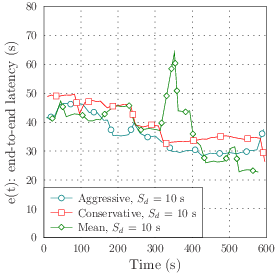 80
70
60
50
40
30
20
10
0
e(t). end-to-end latency (s)
Aggressive, S_d = 10 s
Conservative, S_d = 10 s
Mean, S_d = 10 s
0 100 200 300 400 500 600
Time (s)